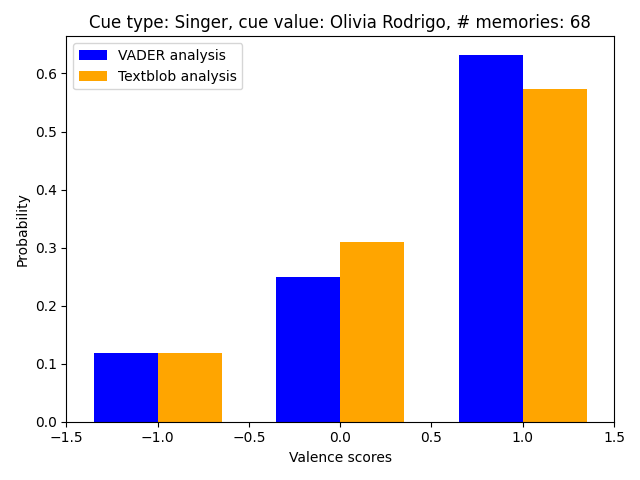 Cue type: Singer, cue value: Olivia Rodrigo, # memories: 68
VADER analysis
Textblob analysis
Probability
0.6
0.5
0.4
0.3
0.2
0.1
0.0
−1.5 −1.0 −0.5 0.0 0.5 1.0 1.5
Valence scores